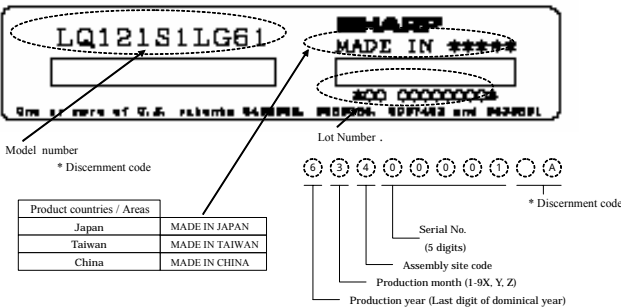 SHARP
LQ121S1LG61
MADE IN *****
Model number
* Discernment code
Lot Number .
6 3 4 0 0 0 0 1 A
* Discernment code
Product countries / Areas
Japan MADE IN JAPAN
Taiwan MADE IN TAIWAN
China MADE IN CHINA
Serial No.
(5 digits)
Assembly site code
Production month (1-9X, Y, Z)
Production year (Last digit of dominical year)